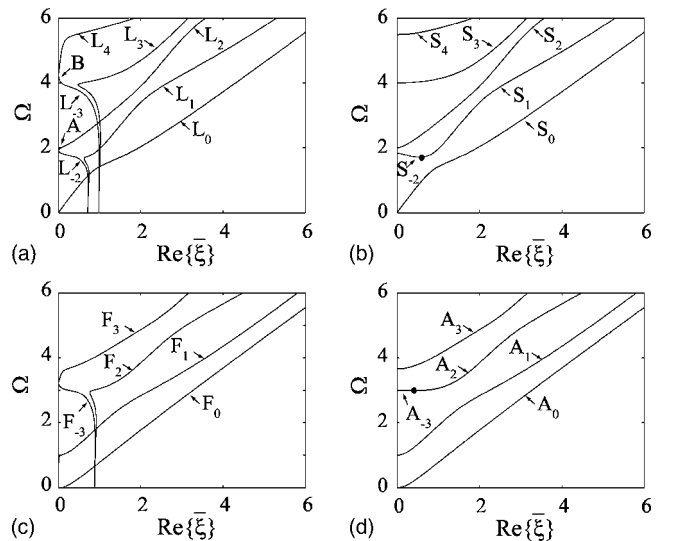 6
4
2
0
Ω
0
2
4
6
Re{ξ̄}
(a)
L₄
B
L₋₃
A
L₋₂
L₃
L₂
L₁
L₀
6
4
2
0
Ω
0
2
4
6
Re{ξ̄}
(b)
S₄
S₃
S₂
S₁
S₀
S₋₂
6
4
2
0
Ω
0
2
4
6
Re{ξ̄}
(c)
F₃
F₂
F₁
F₋₃
F₀
6
4
2
0
Ω
0
2
4
6
Re{ξ̄}
(d)
A₃
A₂
A₁
A₋₃
A₀